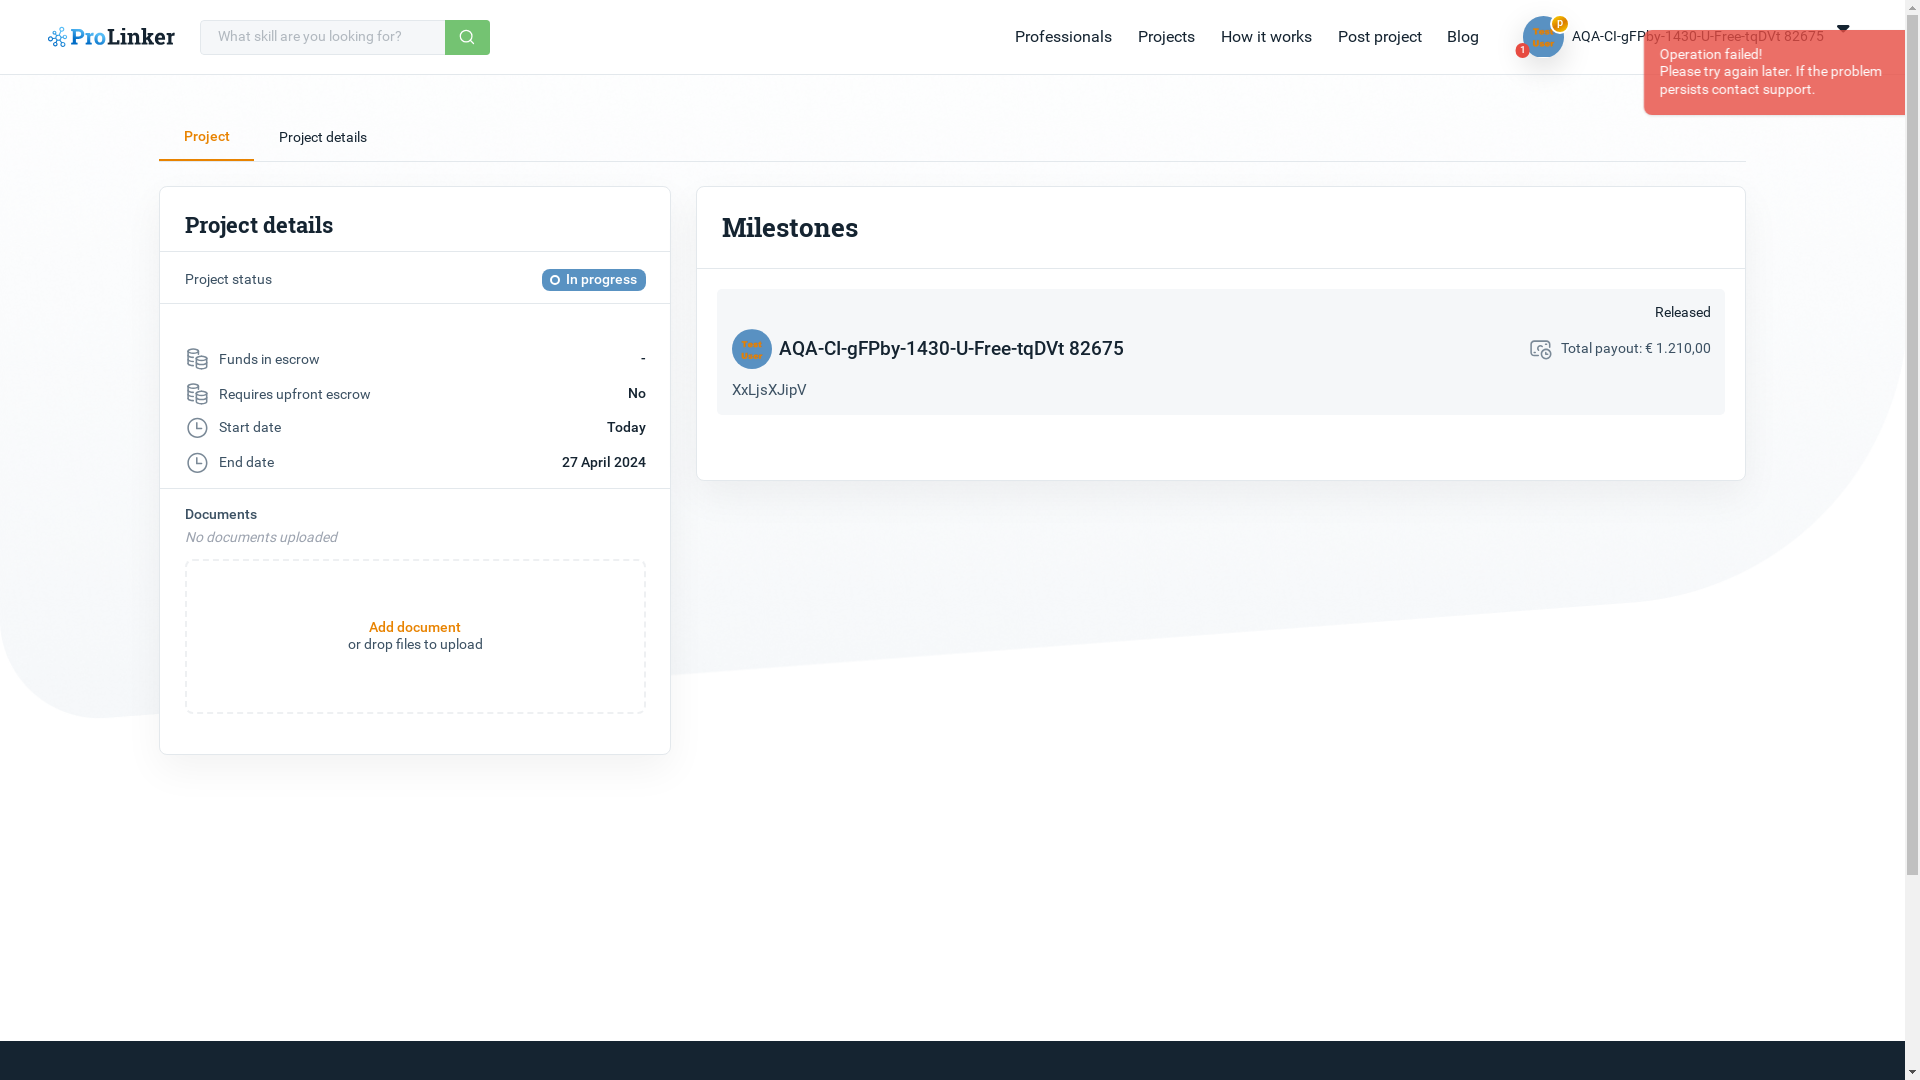 ProLinker
What skill are you looking for?
Professionals
Projects
How it works
Post project
Blog
Test
User
p
1
AQA-CI-gFPby-1430-U-Free-tqDVt 82675
Operation failed!
Please try again later. If the problem
persists contact support.
Project
Project details
Project details
Project status
In progress
Funds in escrow
-
Requires upfront escrow
No
Start date
Today
End date
27 April 2024
Documents
No documents uploaded
Add document
or drop files to upload
Milestones
Released
Test
User
AQA-CI-gFPby-1430-U-Free-tqDVt 82675
Total payout: € 1.210,00
XxLjsXJipV